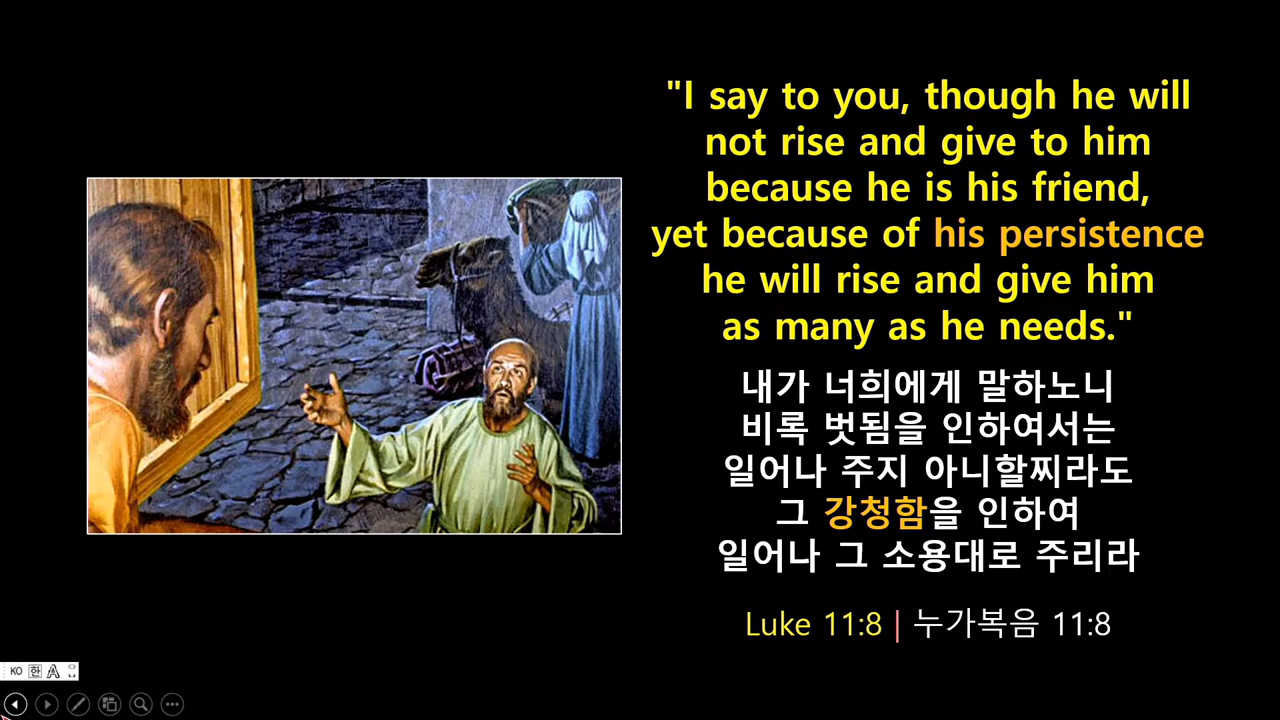 "I say to you, though he will
not rise and give to him
because he is his friend,
yet because of his persistence
he will rise and give him
as many as he needs."
내가 너희에게 말하노니
비록 벗됨을 인하여서는
일어나 주지 아니할찌라도
그 강청함을 인하여
일어나 그 소용대로 주리라
Luke 11:8 | 누가복음 11:8
KO 한 A